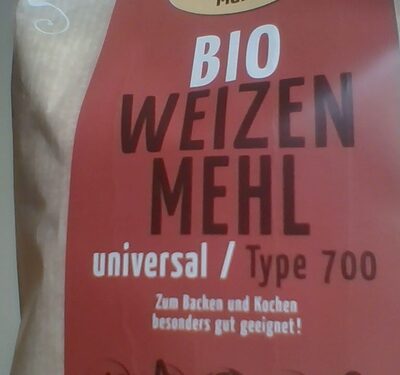 BIO
WEIZEN
MEHL
universal / Type 700
Zum Backen und Kochen
besonders gut geeignet!